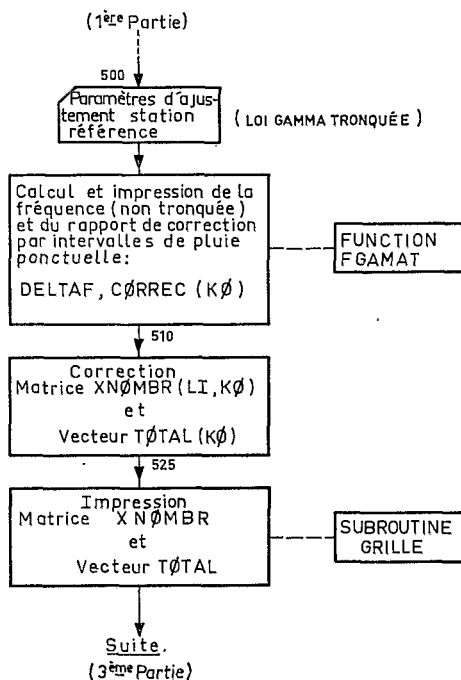 (1ère Partie)
500
Paramètres d'ajus-
tement station
référence
(LOI GAMMA TRONQUÉE)
Calcul et impression de la
fréquence (non tronquée)
et du rapport de correction
par intervalles de pluie
ponctuelle:
DELTAF, CØRREC (KØ)
FUNCTION
FGAMAT
510
Correction
Matrice XNØMBR (LI, KØ)
et
Vecteur TØTAL (KØ)
525
Impression
Matrice XNØMBR
et
Vecteur TØTAL
SUBROUTINE
GRILLE
Suite.
(3ème Partie)